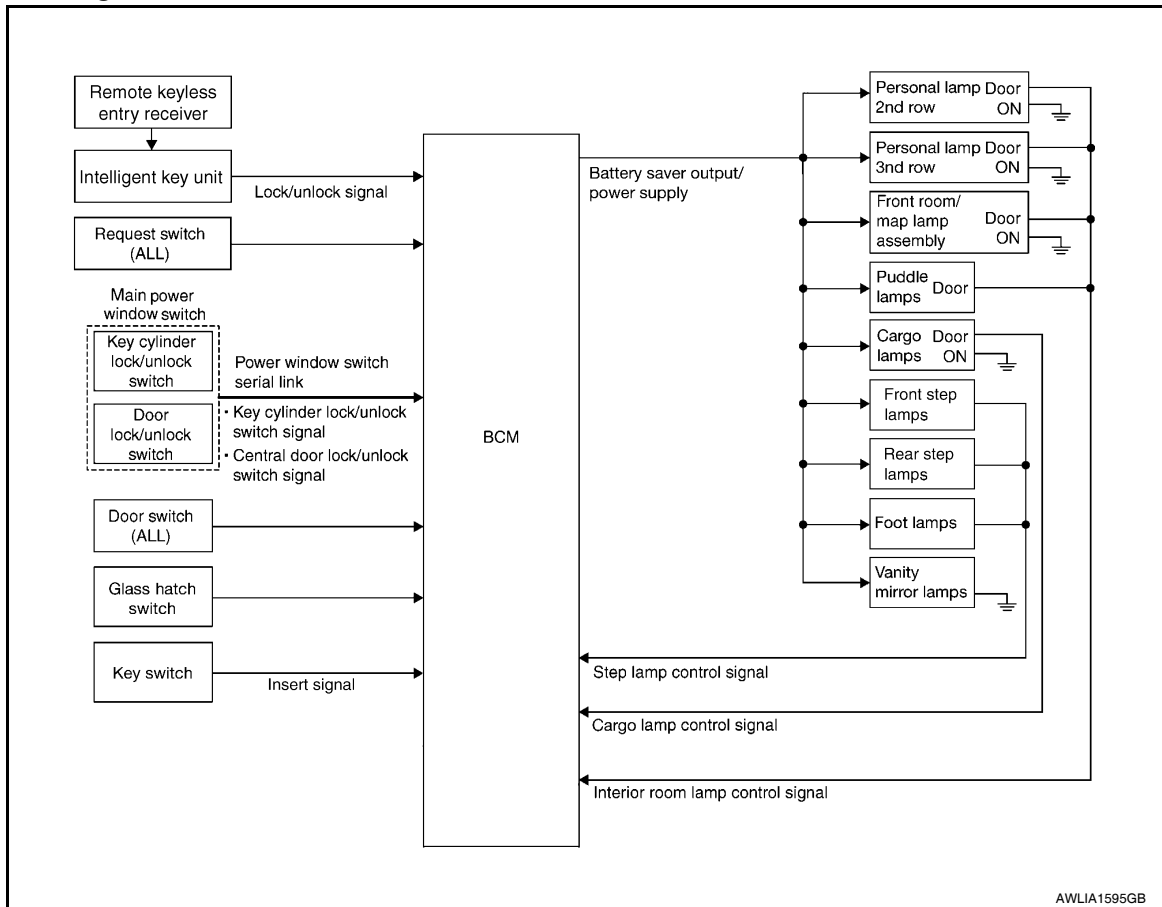 Remote keyless
entry receiver
Intelligent key unit
Lock/unlock signal
Request switch
(ALL)
Main power
window switch
Key cylinder
lock/unlock
switch
Door
lock/unlock
switch
Power window switch
serial link
· Key cylinder lock/unlock
switch signal
· Central door lock/unlock
switch signal
Door switch
(ALL)
Glass hatch
switch
Key switch
Insert signal
BCM
Battery saver output/
power supply
Personal lamp Door
2nd row ON
Personal lamp Door
3nd row ON
Front room/
map lamp Door
assembly ON
Puddle
lamps Door
Cargo Door
lamps ON
Front step
lamps
Rear step
lamps
Foot lamps
Vanity
mirror lamps
Step lamp control signal
Cargo lamp control signal
Interior room lamp control signal
AWLIA1595GB